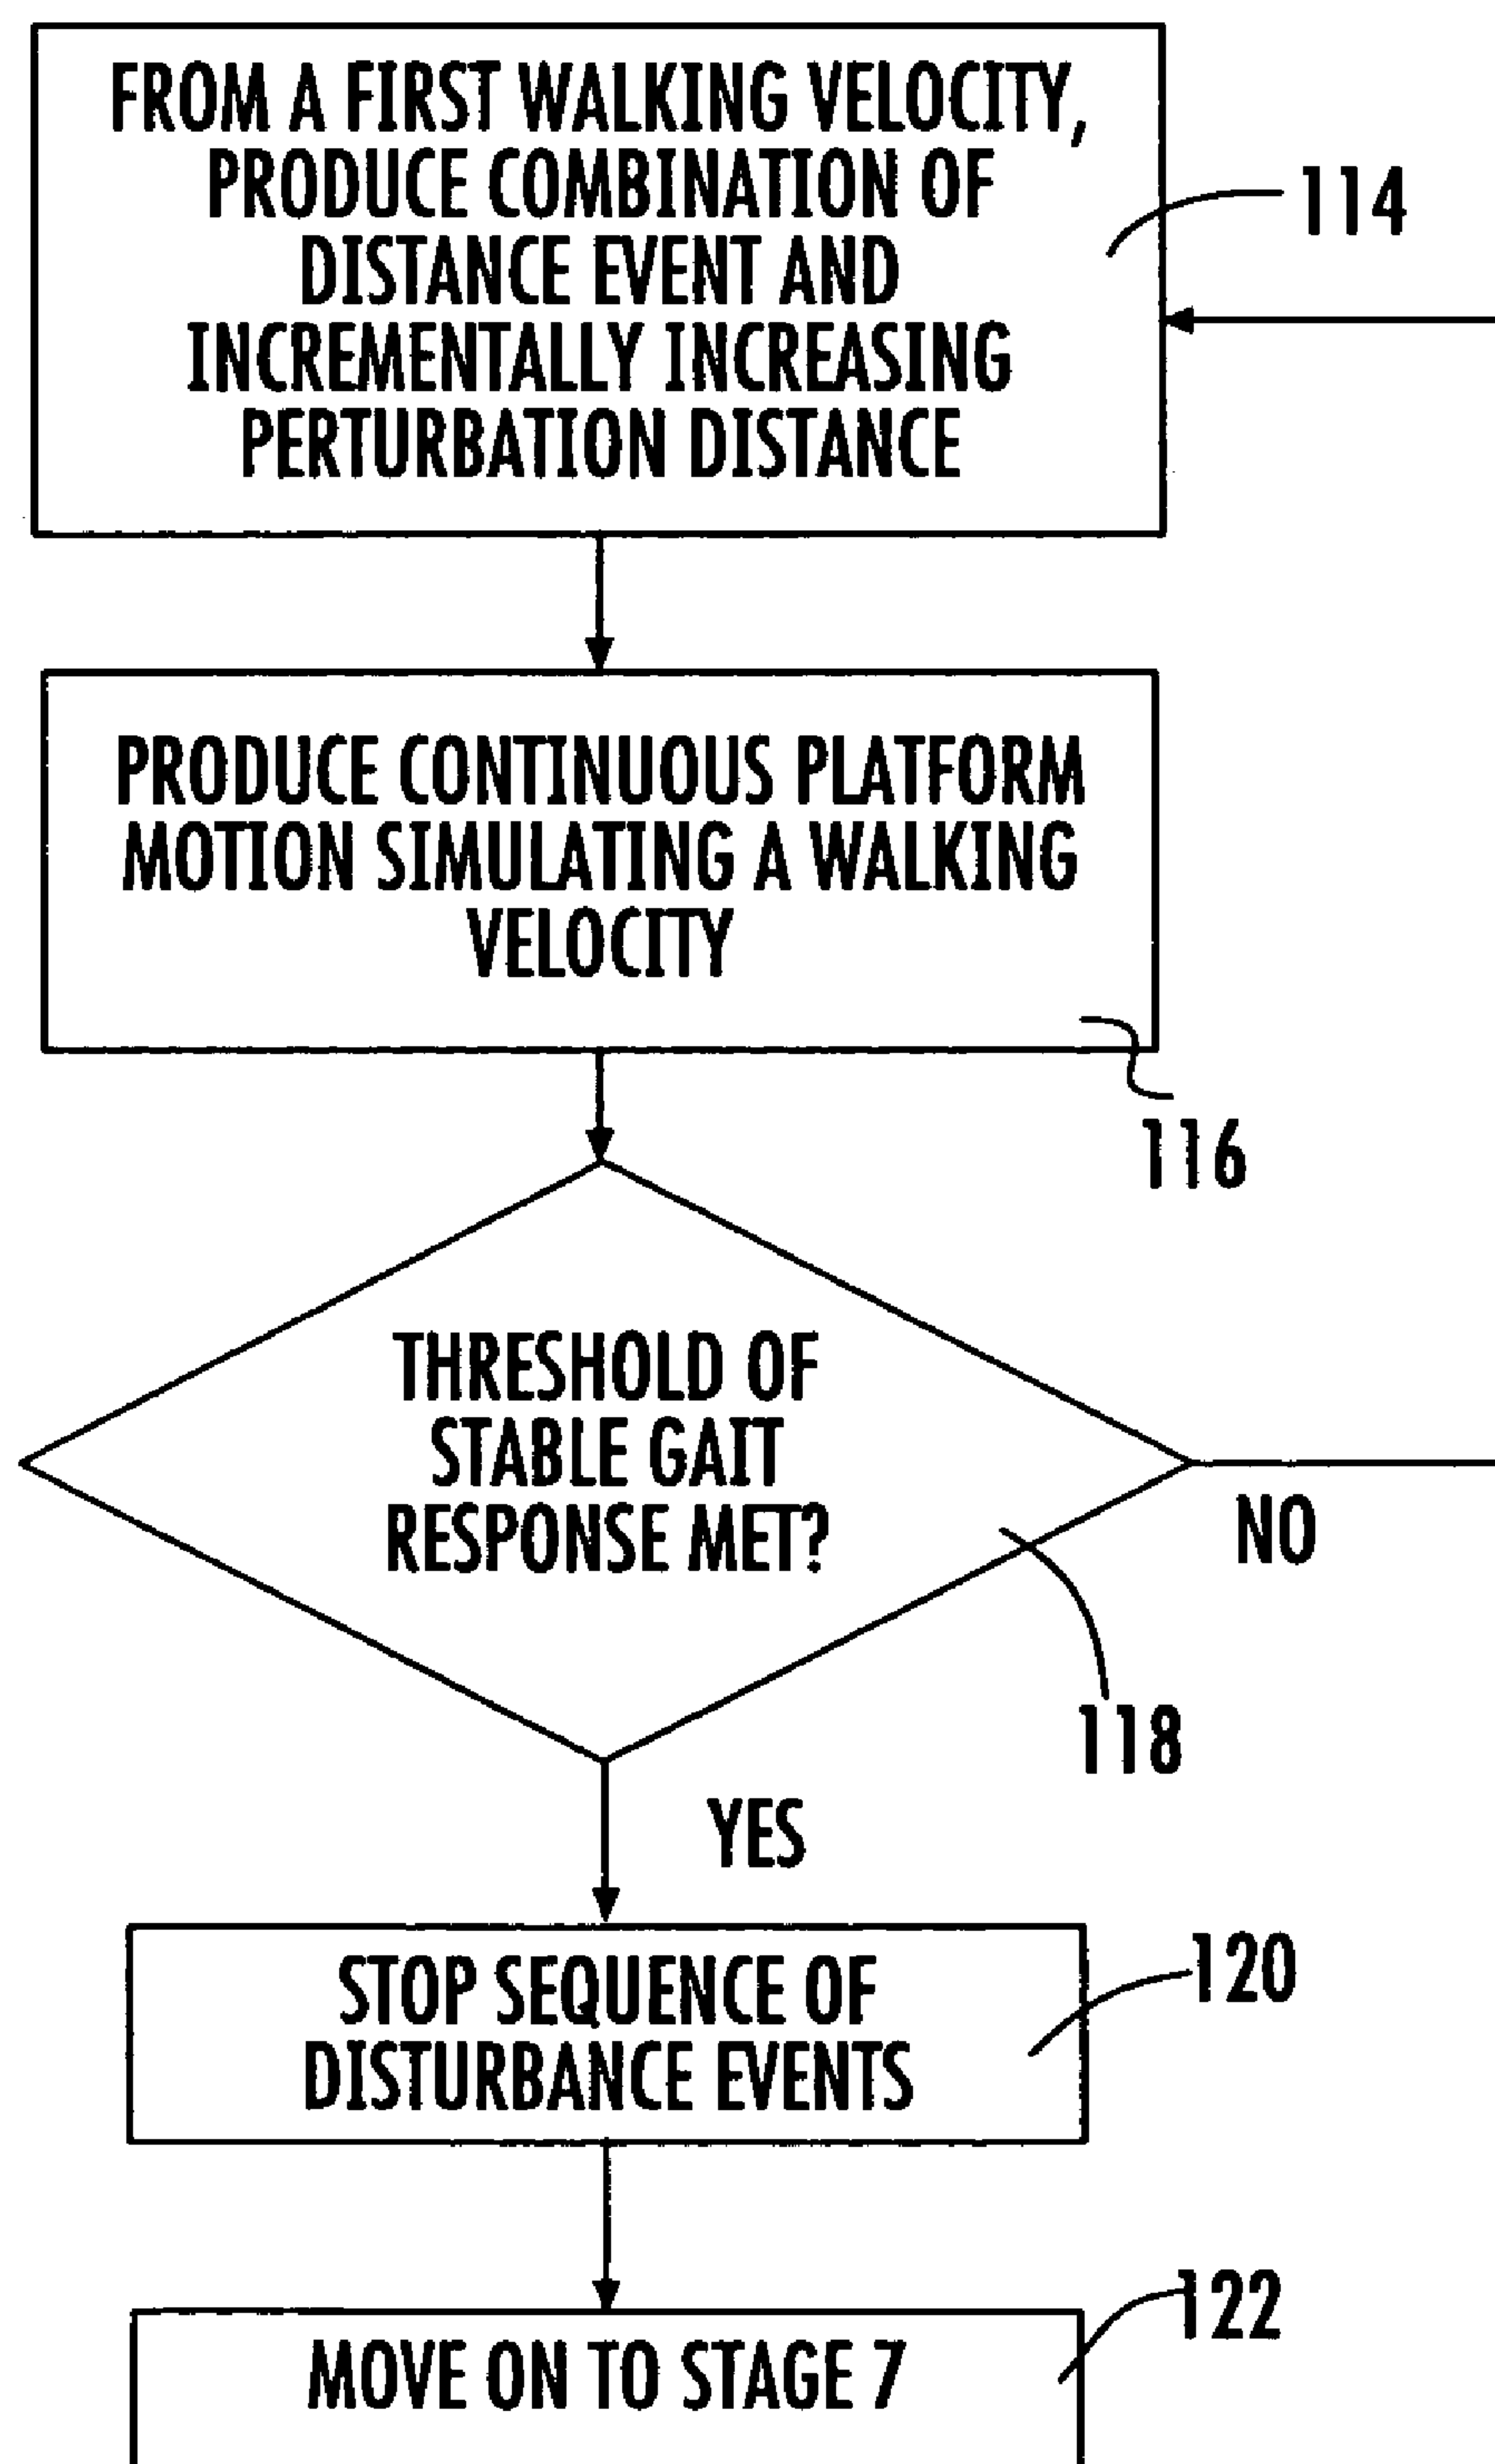 FROM A FIRST WALKING VELOCITY,
PRODUCE COMBINATION OF
DISTANCE EVENT AND
INCREMENTALLY INCREASING
PERTURBATION DISTANCE
114
PRODUCE CONTINUOUS PLATFORM
MOTION SIMULATING A WALKING
VELOCITY
116
THRESHOLD OF
STABLE GAIT
RESPONSE MET?
NO
118
YES
STOP SEQUENCE OF
DISTURBANCE EVENTS
120
122
MOVE ON TO STAGE 7